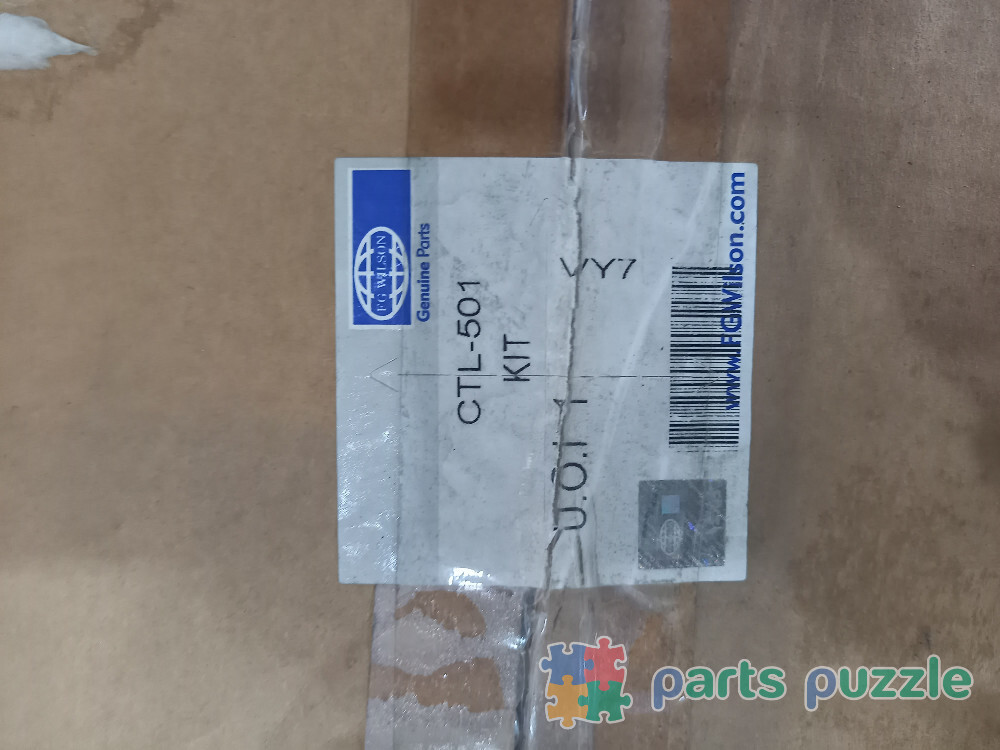 FG WILSON
Genuine Parts
CTL-501
KIT
U.O.I 1
VY7
www.FGWilson.com
parts puzzle